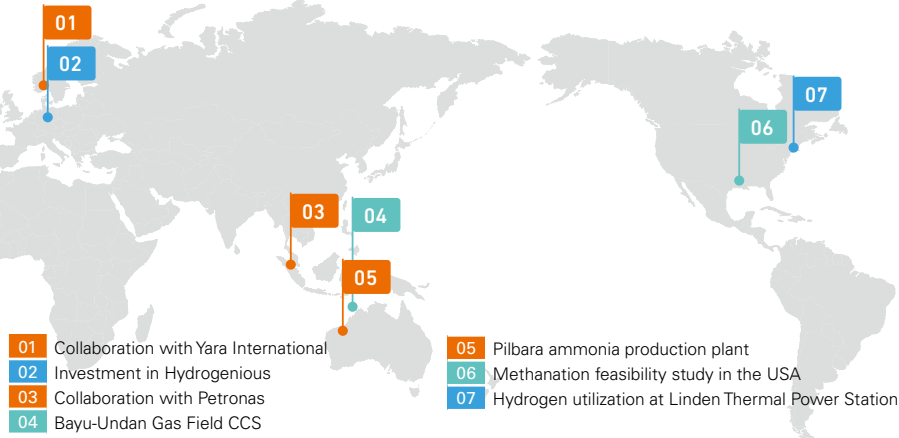 01
02
07
06
03
04
05
01 Collaboration with Yara International
02 Investment in Hydrogenious
03 Collaboration with Petronas
04 Bayu-Undan Gas Field CCS
05 Pilbara ammonia production plant
06 Methanation feasibility study in the USA
07 Hydrogen utilization at Linden Thermal Power Station